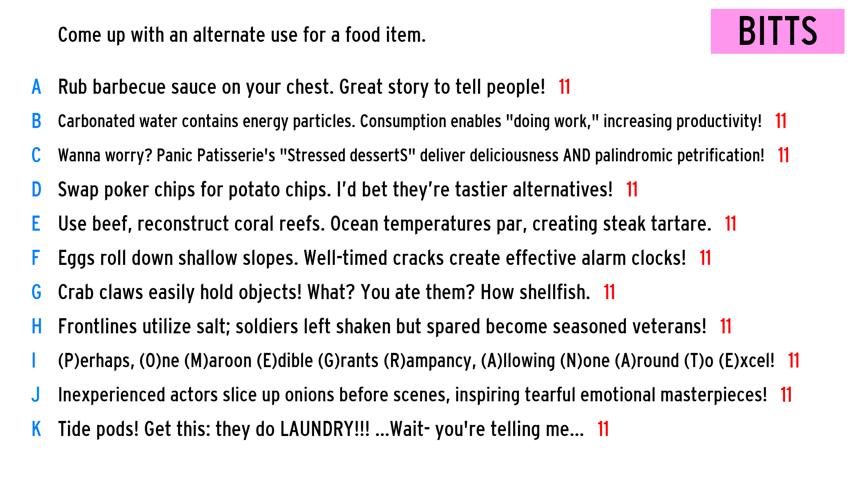 Come up with an alternate use for a food item.
BITTS
A Rub barbecue sauce on your chest. Great story to tell people! 11
B Carbonated water contains energy particles. Consumption enables "doing work," increasing productivity! 11
C Wanna worry? Panic Patisserie's "Stressed dessertS" deliver deliciousness AND palindromic petrification! 11
D Swap poker chips for potato chips. I'd bet they’re tastier alternatives! 11
E Use beef, reconstruct coral reefs. Ocean temperatures par, creating steak tartare. 11
F Eggs roll down shallow slopes. Well-timed cracks create effective alarm clocks! 11
G Crab claws easily hold objects! What? You ate them? How shellfish. 11
H Frontlines utilize salt; soldiers left shaken but spared become seasoned veterans! 11
I (P)erhaps, (O)ne (M)aroon (E)dible (G)rants (R)ampancy, (A)llowing (N)one (A)round (T)o (E)xcel! 11
J Inexperienced actors slice up onions before scenes, inspiring tearful emotional masterpieces! 11
K Tide pods! Get this: they do LAUNDRY!!! ...Wait- you're telling me... 11